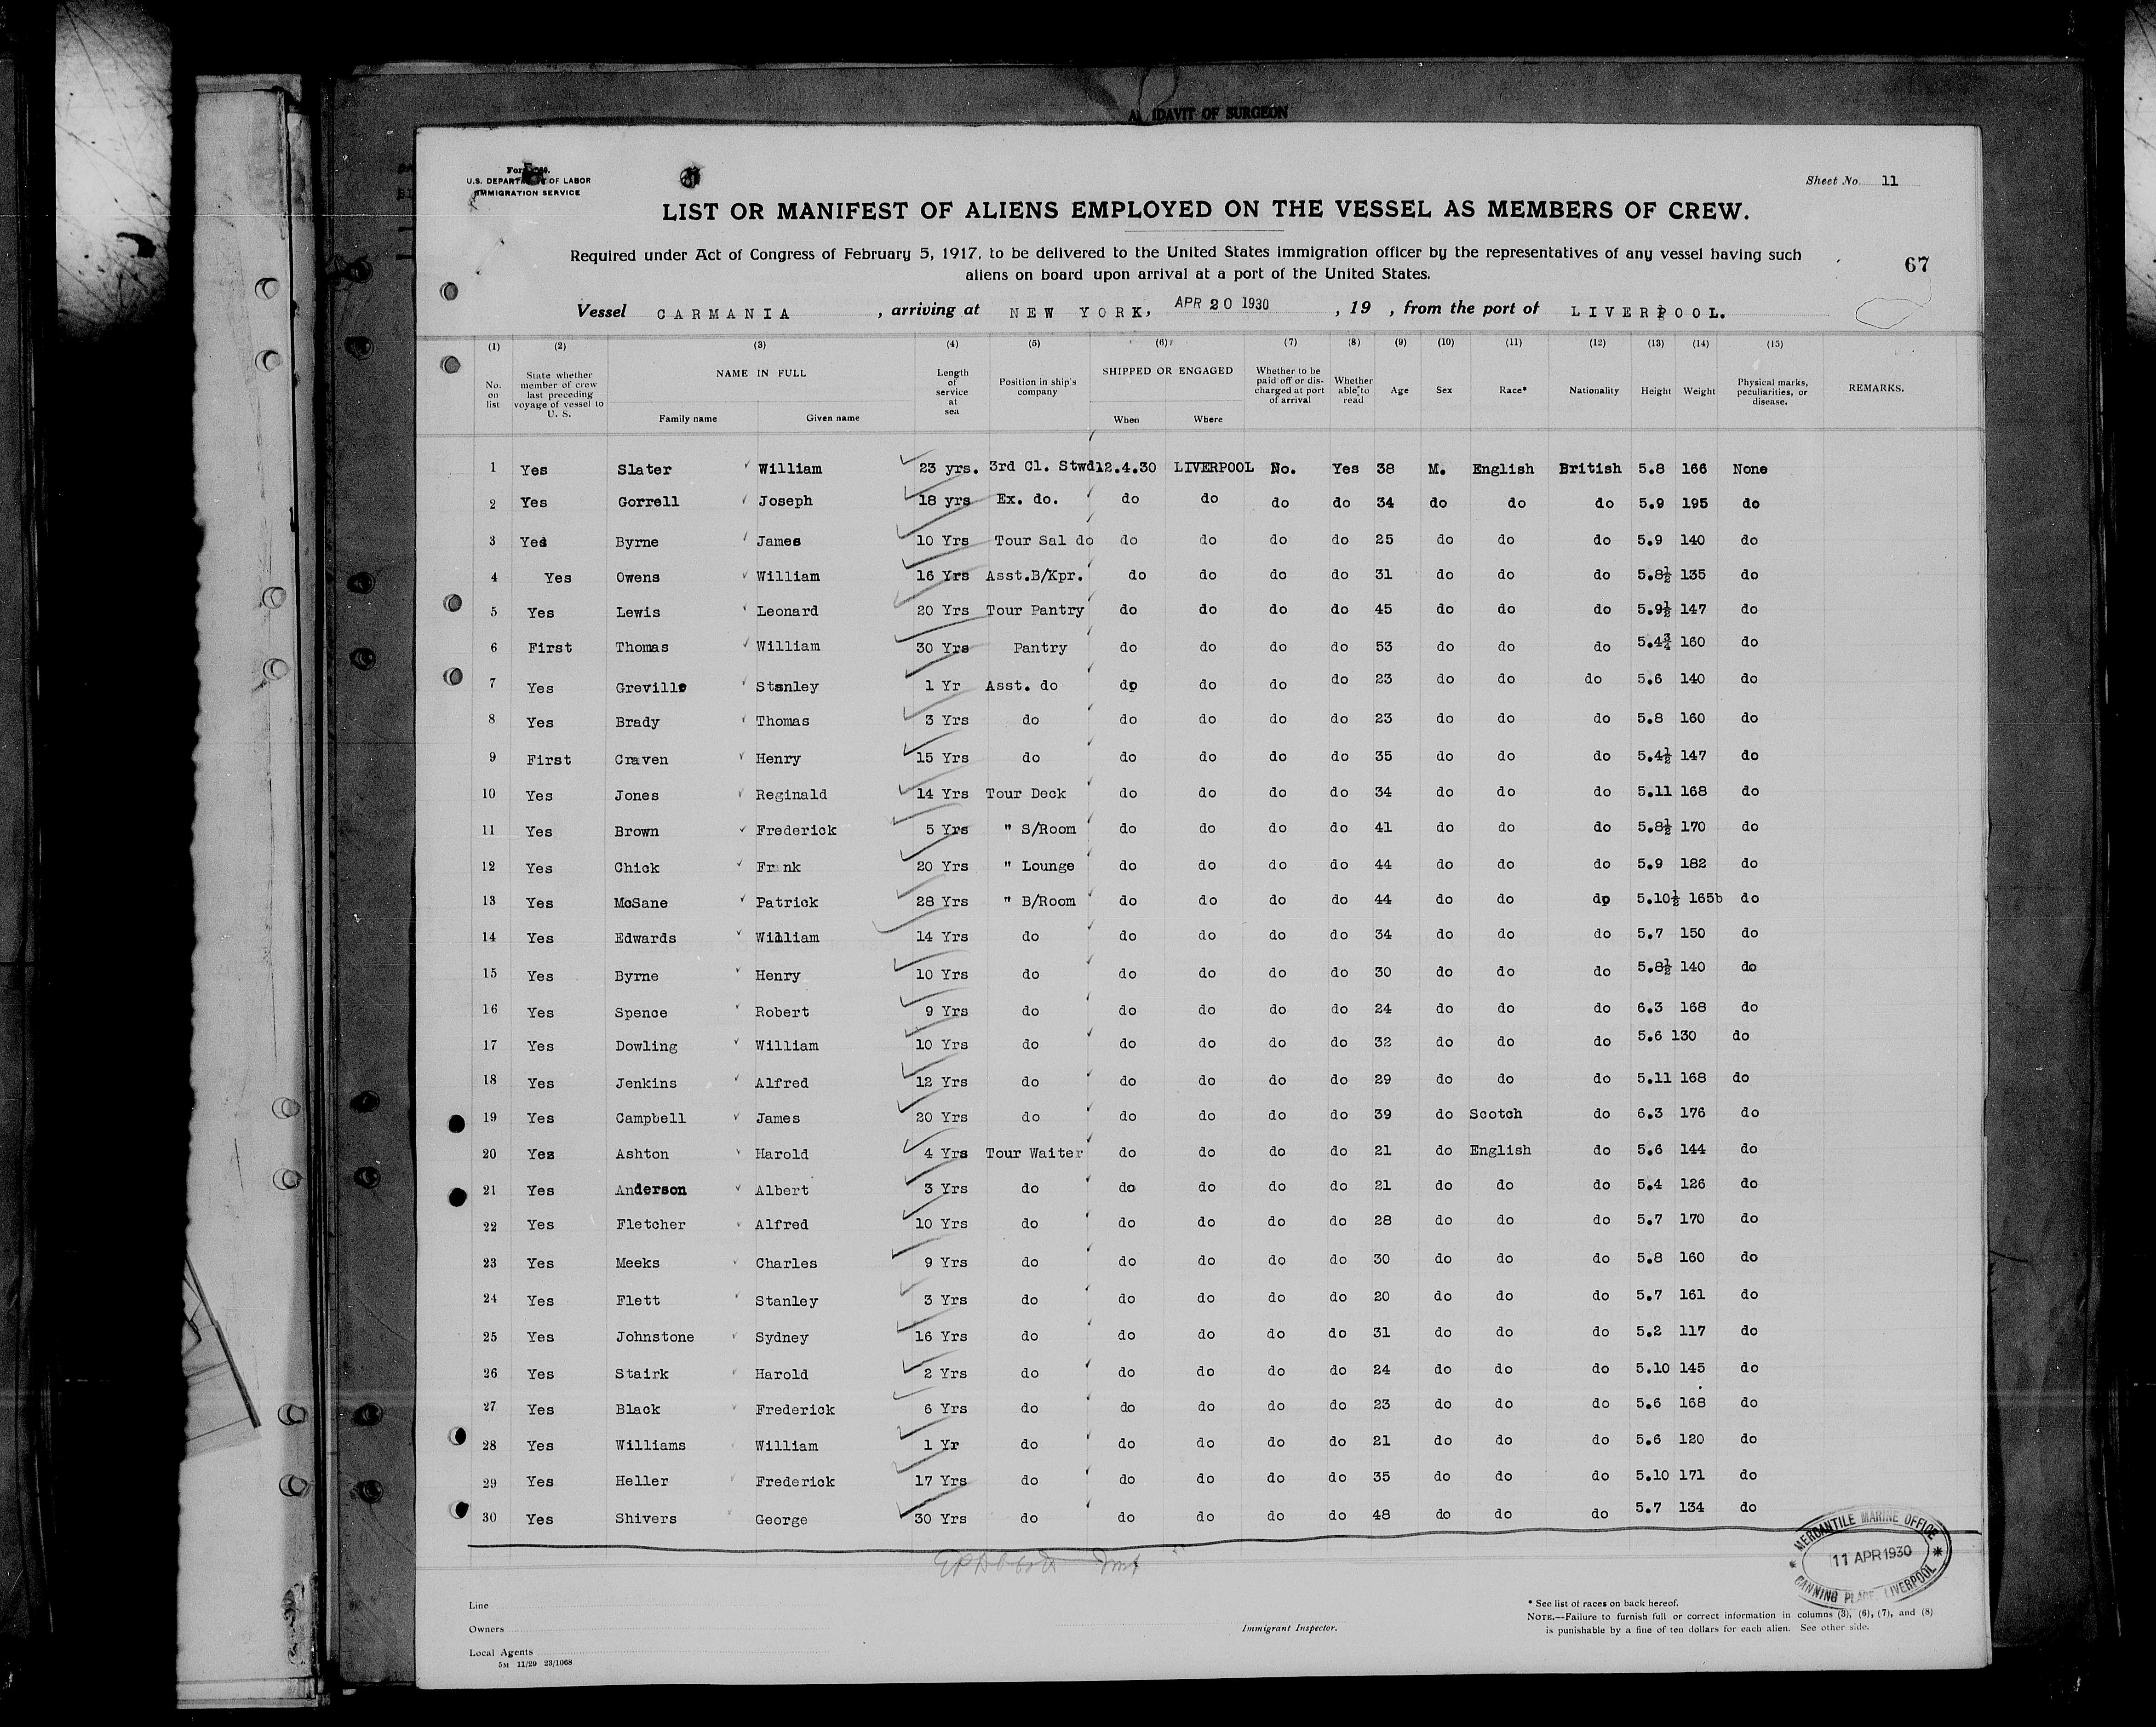 AFFIDAVIT OF SURGEON
U.S. DEPARTMENT OF LABOR
IMMIGRATION SERVICE
Sheet No. 11
LIST OR MANIFEST OF ALIENS EMPLOYED ON THE VESSEL AS MEMBERS OF CREW.
Required under Act of Congress of February 5, 1917, to be delivered to the United States immigration officer by the representatives of any vessel having such
aliens on board upon arrival at a port of the United States.
67
Vessel CARMANIA , arriving at NEW YORK, APR 20 1930 , 19 , from the port of LIVERPOOL.
(1) (2) (3) (4) (5) (6) (7) (8) (9) (10) (11) (12) (13) (14) (15)
No. on list State whether member of crew last preceding voyage of vessel to U. S. NAME IN FULL Length of service at sea Position in ship's company SHIPPED OR ENGAGED Whether to be paid off or discharged at port of arrival Whether able to read Age Sex Race* Nationality Height Weight Physical marks, peculiarities, or disease. REMARKS.
Family name Given name When Where
1 Yes Slater William 23 yrs. 3rd Cl. Stwd 12.4.30 LIVERPOOL No. Yes 38 M. English British 5.8 166 None
2 Yes Gorrell Joseph 18 yrs Ex. do. do do do do 34 do do do 5.9 195 do
3 Yes Byrne James 10 Yrs Tour Sal do do do do do 25 do do do 5.9 140 do
4 Yes Owens William 16 Yrs Asst.B/Kpr. do do do do 31 do do do 5.8½ 135 do
5 Yes Lewis Leonard 20 Yrs Tour Pantry do do do do 45 do do do 5.9½ 147 do
6 First Thomas William 30 Yrs Pantry do do do do 53 do do do 5.4¾ 160 do
7 Yes Greville Stanley 1 Yr Asst. do do do do do 23 do do do 5.6 140 do
8 Yes Brady Thomas 3 Yrs do do do do do 23 do do do 5.8 160 do
9 First Craven Henry 15 Yrs do do do do do 35 do do do 5.4½ 147 do
10 Yes Jones Reginald 14 Yrs Tour Deck do do do do 34 do do do 5.11 168 do
11 Yes Brown Frederick 5 Yrs " S/Room do do do do 41 do do do 5.8½ 170 do
12 Yes Chick Fr nk 20 Yrs " Lounge do do do do 44 do do do 5.9 182 do
13 Yes McSane Patrick 28 Yrs " B/Room do do do do 44 do do dp 5.10½ 165b do
14 Yes Edwards William 14 Yrs do do do do do 34 do do do 5.7 150 do
15 Yes Byrne Henry 10 Yrs do do do do do 30 do do do 5.8½ 140 do
16 Yes Spence Robert 9 Yrs do do do do do 24 do do do 6.3 168 do
17 Yes Dowling William 10 Yrs do do do do do 32 do do do 5.6 130 do
18 Yes Jenkins Alfred 12 Yrs do do do do do 29 do do do 5.11 168 do
19 Yes Campbell James 20 Yrs do do do do do 39 do Scotch do 6.3 176 do
20 Yes Ashton Harold 4 Yrs Tour Waiter do do do do 21 do English do 5.6 144 do
21 Yes Anderson Albert 3 Yrs do do do do do 21 do do do 5.4 126 do
22 Yes Fletcher Alfred 10 Yrs do do do do do 28 do do do 5.7 170 do
23 Yes Meeks Charles 9 Yrs do do do do do 30 do do do 5.8 160 do
24 Yes Flett Stanley 3 Yrs do do do do do 20 do do do 5.7 161 do
25 Yes Johnstone Sydney 16 Yrs do do do do do 31 do do do 5.2 117 do
26 Yes Stairk Harold 2 Yrs do do do do do 24 do do do 5.10 145 do
27 Yes Black Frederick 6 Yrs do do do do do 23 do do do 5.6 168 do
28 Yes Williams William 1 Yr do do do do do 21 do do do 5.6 120 do
29 Yes Heller Frederick 17 Yrs do do do do do 35 do do do 5.10 171 do
30 Yes Shivers George 30 Yrs do do do do do 48 do do do 5.7 134 do
MERCANTILE MARINE OFFICE
11 APR 1930
CANNING PLACE, LIVERPOOL
Line
Owners
Local Agents
5M 11/29 23/1068
Immigrant Inspector.
* See list of races on back hereof.
NOTE.—Failure to furnish full or correct information in columns (3), (6), (7), and (8)
is punishable by a fine of ten dollars for each alien. See other side.